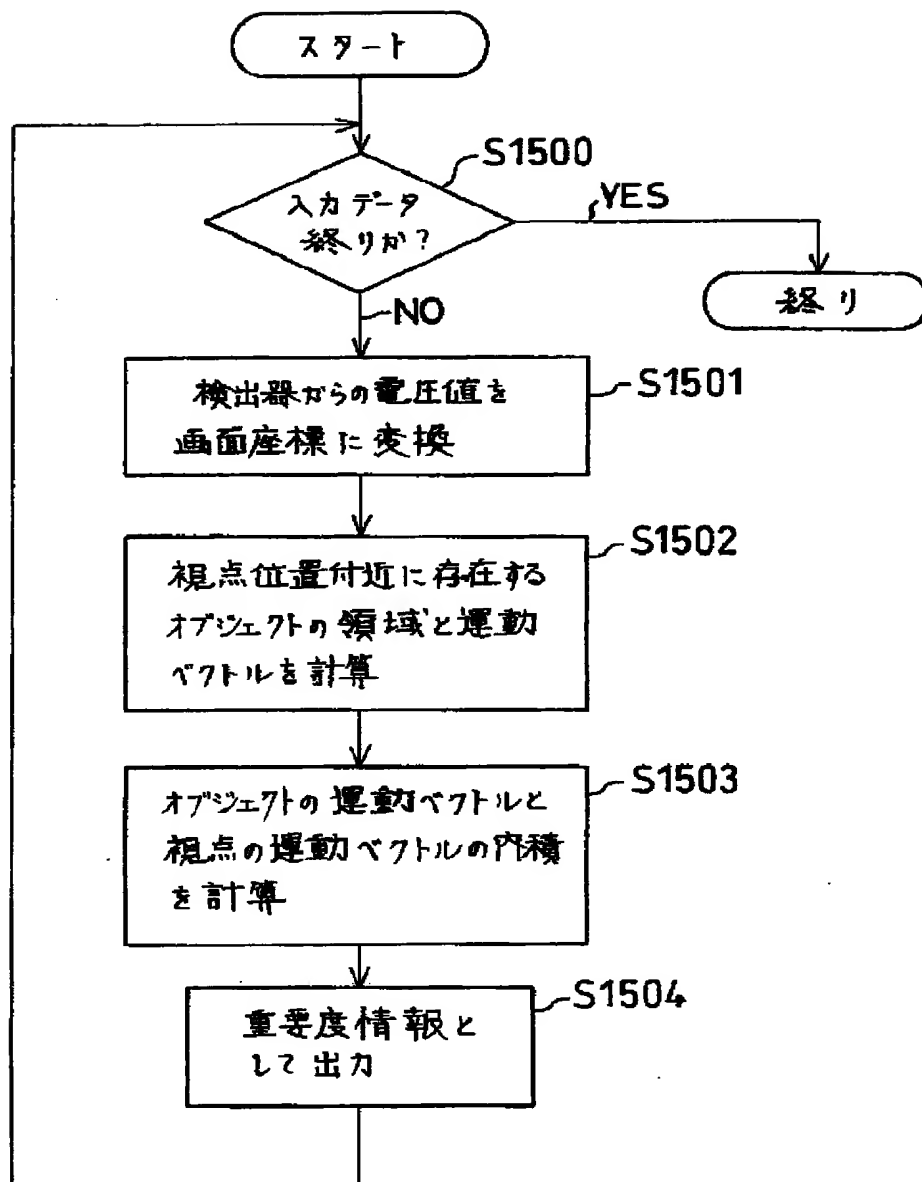 スタート
S1500
入力データ
終りか?
YES
終り
NO
検出器からの電圧値を
画面座標に変換
S1501
視点位置付近に存在する
オブジェクトの領域と運動
ベクトルを計算
S1502
オブジェクトの運動ベクトルと
視点の運動ベクトルの内積
を計算
S1503
重要度情報と
して出力
S1504